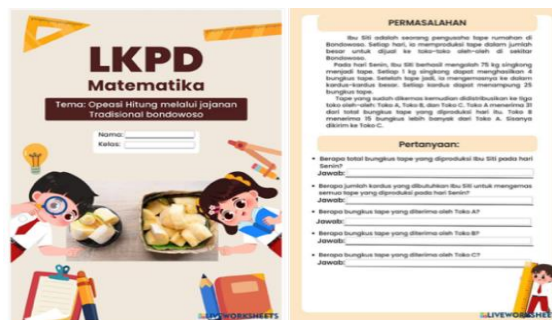 LKPD
Matematika
Tema: Opeasi Hitung melalui jajanan
Tradisional bondowoso
Nama:
Kelas:
LIVEWORKSHEETS
PERMASALAHAN
Ibu Siti adalah seorang pengusaha tape rumahan di
Bondowoso. Setiap hari, ia memproduksi tape dalam jumlah
besar untuk dijual ke toko-toko oleh-oleh di sekitar
Bondowoso.
Pada hari Senin, Ibu Siti berhasil mengolah 75 kg singkong
menjadi tape. Setiap 1 kg singkong dapat menghasilkan 4
bungkus tape. Setelah tape jadi, ia mengemasnya ke dalam
kardus-kardus besar. Setiap kardus dapat menampung 25
bungkus tape.
Tape yang sudah dikemas kemudian didistribusikan ke tiga
toko oleh-oleh: Toko A, Toko B, dan Toko C. Toko A menerima
dari total bungkus tape yang diproduksi hari itu. Toko B
menerima 15 bungkus lebih banyak dari Toko A. Sisanya
dikirim ke Toko C.
Pertanyaan:
• Berapa total bungkus tape yang diproduksi Ibu Siti pada hari
Senin?
Jawab:
• Berapa jumlah kardus yang dibutuhkan Ibu Siti untuk mengemas
semua tape yang diproduksi pada hari Senin?
Jawab:
• Berapa bungkus tape yang diterima oleh Toko A?
Jawab:
• Berapa bungkus tape yang diterima oleh Toko B?
Jawab:
• Berapa bungkus tape yang diterima oleh Toko C?
Jawab:
LIVEWORKSHEETS